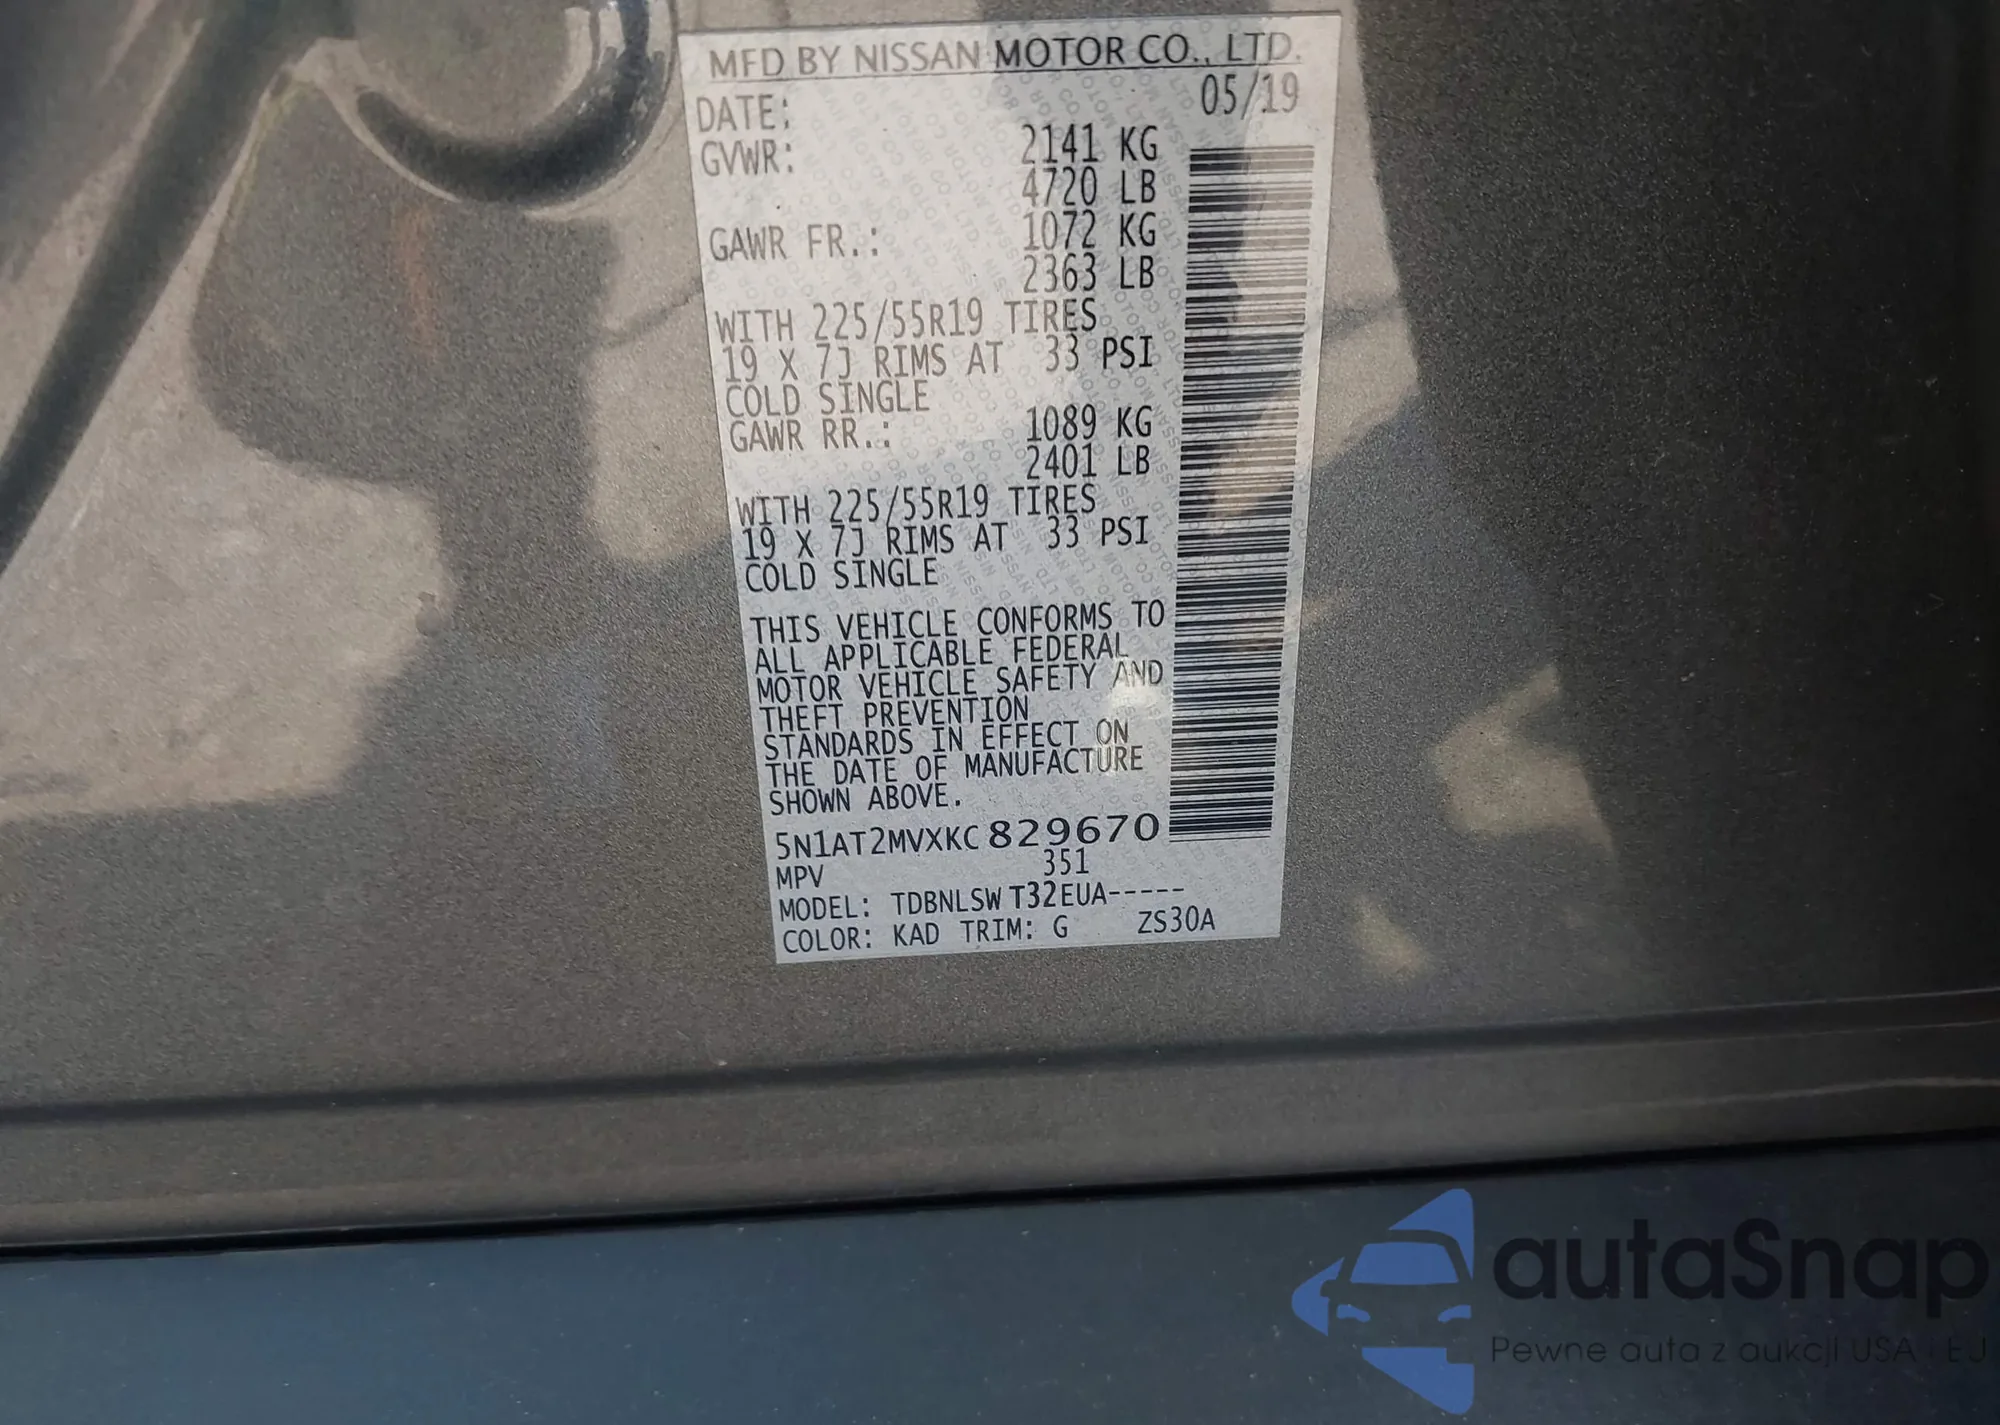 MFD BY NISSAN MOTOR CO., LTD.
DATE: 05/19
GVWR: 2141 KG
4720 LB
GAWR FR.: 1072 KG
2363 LB
WITH 225/55R19 TIRES
19 X 7J RIMS AT 33 PSI
COLD SINGLE
GAWR RR.: 1089 KG
2401 LB
WITH 225/55R19 TIRES
19 X 7J RIMS AT 33 PSI
COLD SINGLE
THIS VEHICLE CONFORMS TO
ALL APPLICABLE FEDERAL
MOTOR VEHICLE SAFETY AND
THEFT PREVENTION
STANDARDS IN EFFECT ON
THE DATE OF MANUFACTURE
SHOWN ABOVE.
5N1AT2MVXKC829670
MPV 351
MODEL: TDBNLSW T32EUA-----
COLOR: KAD TRIM: G ZS30A
autaSnap
Pewne auta z aukcji USA i EU